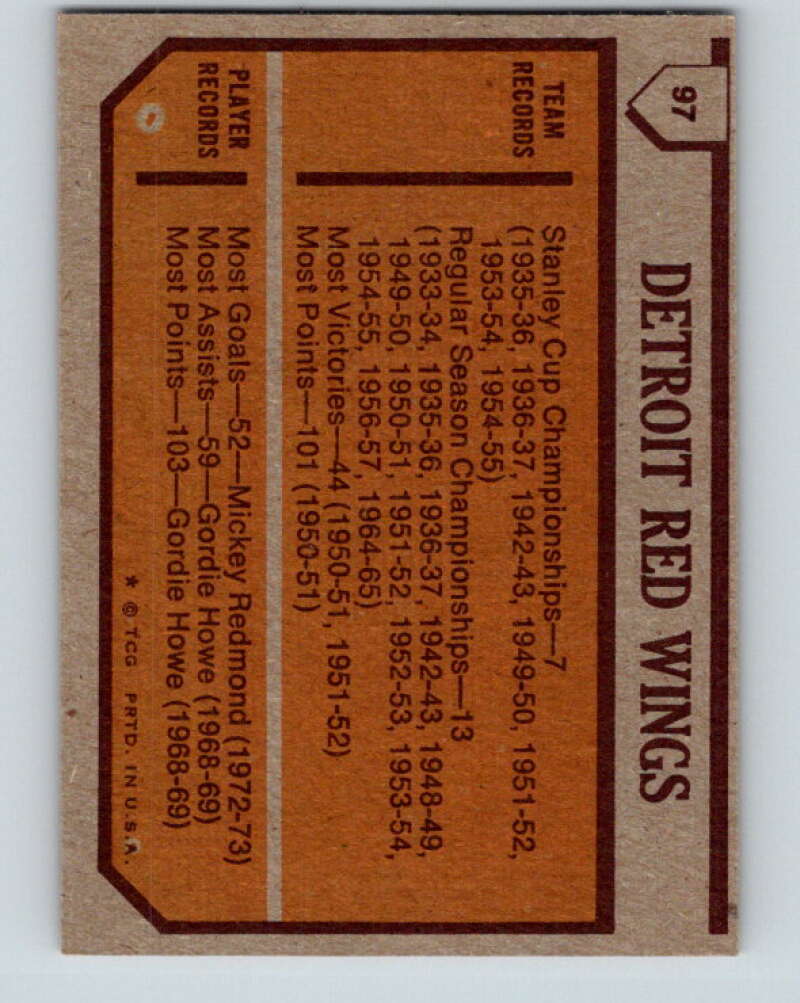 97
DETROIT RED WINGS
TEAM
RECORDS
Stanley Cup Championships—7
(1935-36, 1936-37, 1942-43, 1949-50, 1951-52,
1953-54, 1954-55)
Regular Season Championships—13
(1933-34, 1935-36, 1936-37, 1942-43, 1948-49,
1949-50, 1950-51, 1951-52, 1952-53, 1953-54,
1954-55, 1956-57, 1964-65)
Most Victories—44 (1950-51, 1951-52)
Most Points—101 (1950-51)
PLAYER
RECORDS
Most Goals—52—Mickey Redmond (1972-73)
Most Assists—59—Gordie Howe (1968-69)
Most Points—103—Gordie Howe (1968-69)
* © TCG PRTD. IN U.S.A.